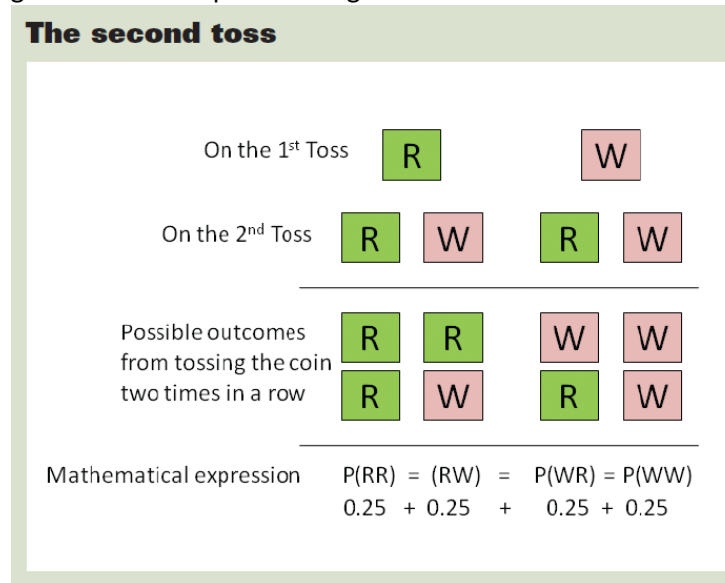 The second toss
On the 1st Toss R W
On the 2nd Toss R W R W
Possible outcomes R R W W
from tossing the coin
two times in a row R W R W
Mathematical expression P(RR) = (RW) = P(WR) = P(WW)
0.25 + 0.25 + 0.25 + 0.25